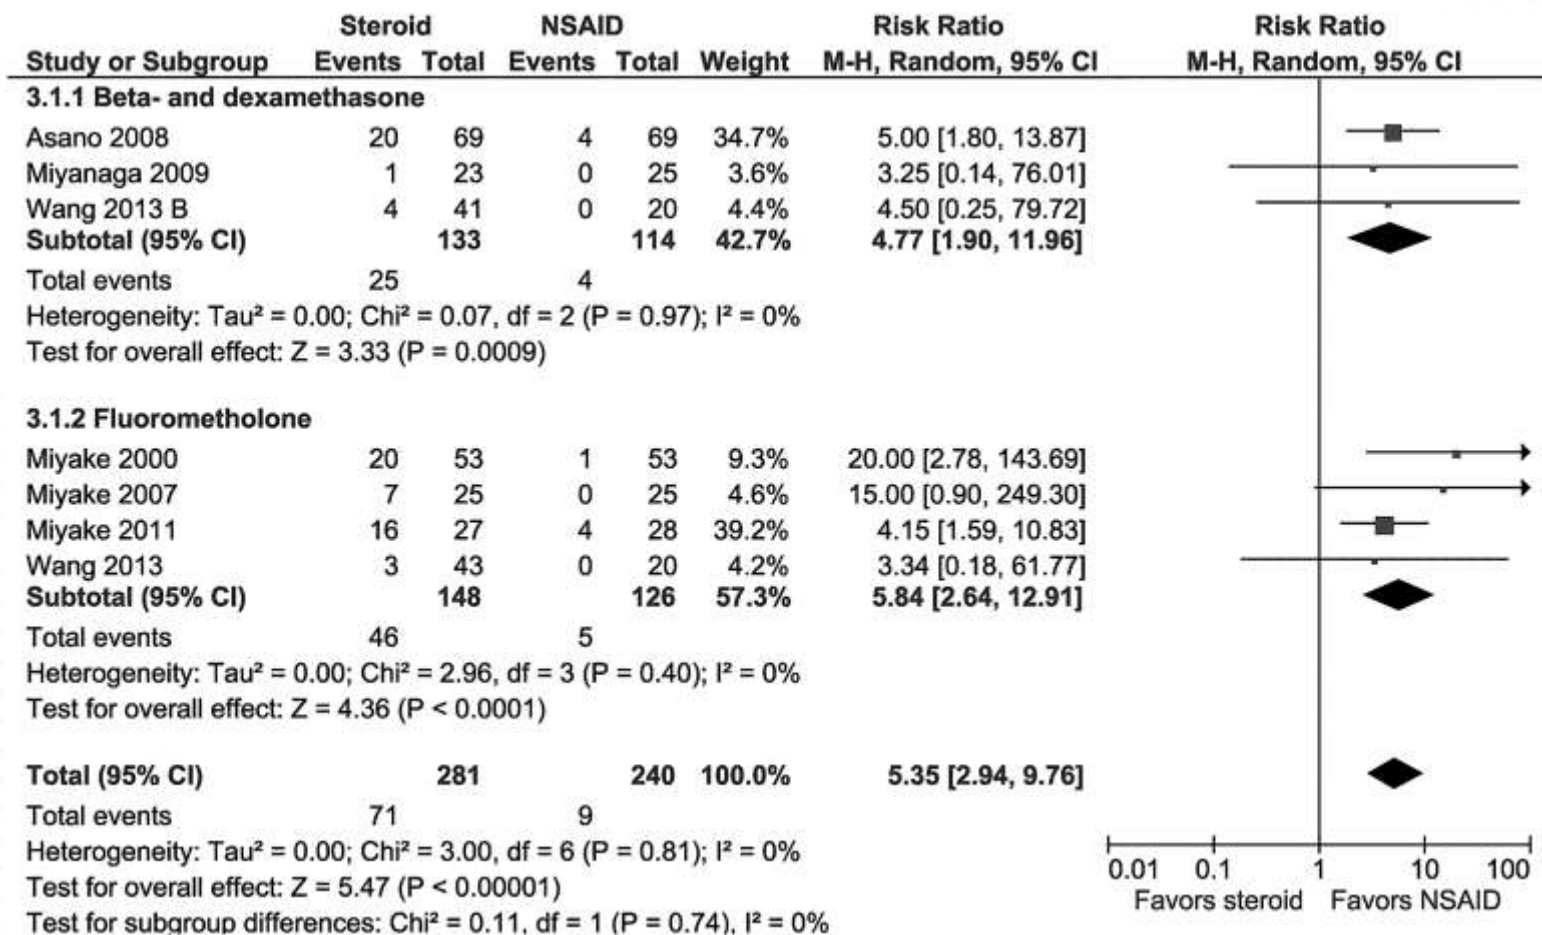 Steroid NSAID Risk Ratio Risk Ratio
Study or Subgroup Events Total Events Total Weight M-H, Random, 95% CI M-H, Random, 95% CI
3.1.1 Beta- and dexamethasone
Asano 2008 20 69 4 69 34.7% 5.00 [1.80, 13.87]
Miyanaga 2009 1 23 0 25 3.6% 3.25 [0.14, 76.01]
Wang 2013 B 4 41 0 20 4.4% 4.50 [0.25, 79.72]
Subtotal (95% CI) 133 114 42.7% 4.77 [1.90, 11.96]
Total events 25 4
Heterogeneity: Tau² = 0.00; Chi² = 0.07, df = 2 (P = 0.97); I² = 0%
Test for overall effect: Z = 3.33 (P = 0.0009)
3.1.2 Fluorometholone
Miyake 2000 20 53 1 53 9.3% 20.00 [2.78, 143.69]
Miyake 2007 7 25 0 25 4.6% 15.00 [0.90, 249.30]
Miyake 2011 16 27 4 28 39.2% 4.15 [1.59, 10.83]
Wang 2013 3 43 0 20 4.2% 3.34 [0.18, 61.77]
Subtotal (95% CI) 148 126 57.3% 5.84 [2.64, 12.91]
Total events 46 5
Heterogeneity: Tau² = 0.00; Chi² = 2.96, df = 3 (P = 0.40); I² = 0%
Test for overall effect: Z = 4.36 (P < 0.0001)
Total (95% CI) 281 240 100.0% 5.35 [2.94, 9.76]
Total events 71 9
Heterogeneity: Tau² = 0.00; Chi² = 3.00, df = 6 (P = 0.81); I² = 0%
Test for overall effect: Z = 5.47 (P < 0.00001)
Test for subgroup differences: Chi² = 0.11, df = 1 (P = 0.74), I² = 0%
0.01 0.1 1 10 100
Favors steroid Favors NSAID